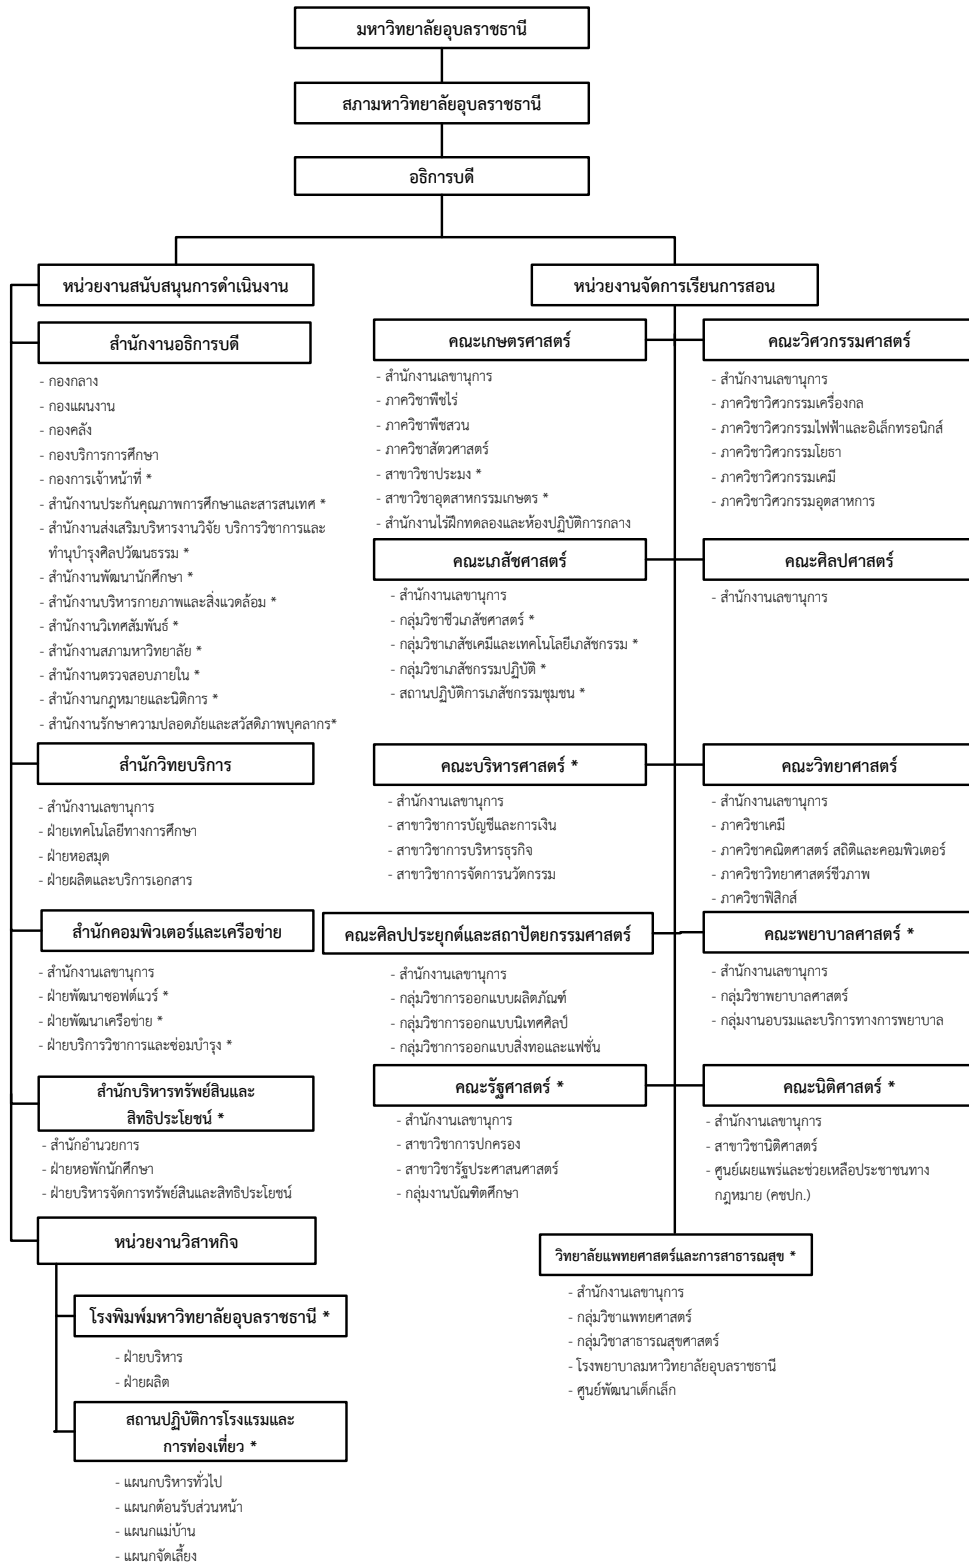 มหาวิทยาลัยอุบลราชธานี
สภามหาวิทยาลัยอุบลราชธานี
อธิการบดี
หน่วยงานสนับสนุนการดำเนินงาน
สำนักงานอธิการบดี
- กองกลาง
- กองแผนงาน
- กองคลัง
- กองบริการการศึกษา
- กองการเจ้าหน้าที่ *
- สำนักงานประกันคุณภาพการศึกษาและสารสนเทศ *
- สำนักงานส่งเสริมบริหารงานวิจัย บริการวิชาการและ
ทำนุบำรุงศิลปวัฒนธรรม *
- สำนักงานพัฒนานักศึกษา *
- สำนักงานบริหารกายภาพและสิ่งแวดล้อม *
- สำนักงานวิเทศสัมพันธ์ *
- สำนักงานสภามหาวิทยาลัย *
- สำนักงานตรวจสอบภายใน *
- สำนักงานกฎหมายและนิติการ *
- สำนักงานรักษาความปลอดภัยและสวัสดิภาพบุคลากร*
สำนักวิทยบริการ
- สำนักงานเลขานุการ
- ฝ่ายเทคโนโลยีทางการศึกษา
- ฝ่ายหอสมุด
- ฝ่ายผลิตและบริการเอกสาร
สำนักคอมพิวเตอร์และเครือข่าย
- สำนักงานเลขานุการ
- ฝ่ายพัฒนาซอฟต์แวร์ *
- ฝ่ายพัฒนาเครือข่าย *
- ฝ่ายบริการวิชาการและซ่อมบำรุง *
สำนักบริหารทรัพย์สินและ
สิทธิประโยชน์ *
- สำนักอำนวยการ
- ฝ่ายหอพักนักศึกษา
- ฝ่ายบริหารจัดการทรัพย์สินและสิทธิประโยชน์
หน่วยงานวิสาหกิจ
โรงพิมพ์มหาวิทยาลัยอุบลราชธานี *
- ฝ่ายบริหาร
- ฝ่ายผลิต
สถานปฏิบัติการโรงแรมและ
การท่องเที่ยว *
- แผนกบริหารทั่วไป
- แผนกต้อนรับส่วนหน้า
- แผนกแม่บ้าน
- แผนกจัดเลี้ยง
หน่วยงานจัดการเรียนการสอน
คณะเกษตรศาสตร์
- สำนักงานเลขานุการ
- ภาควิชาพืชไร่
- ภาควิชาพืชสวน
- ภาควิชาสัตวศาสตร์
- สาขาวิชาประมง *
- สาขาวิชาอุตสาหกรรมเกษตร *
- สำนักงานไร่ฝึกทดลองและห้องปฏิบัติการกลาง
คณะวิศวกรรมศาสตร์
- สำนักงานเลขานุการ
- ภาควิชาวิศวกรรมเครื่องกล
- ภาควิชาวิศวกรรมไฟฟ้าและอิเล็กทรอนิกส์
- ภาควิชาวิศวกรรมโยธา
- ภาควิชาวิศวกรรมเคมี
- ภาควิชาวิศวกรรมอุตสาหการ
คณะเภสัชศาสตร์
- สำนักงานเลขานุการ
- กลุ่มวิชาชีวเภสัชศาสตร์ *
- กลุ่มวิชาเภสัชเคมีและเทคโนโลยีเภสัชกรรม *
- กลุ่มวิชาเภสัชกรรมปฏิบัติ *
- สถานปฏิบัติการเภสัชกรรมชุมชน *
คณะศิลปศาสตร์
- สำนักงานเลขานุการ
คณะบริหารศาสตร์ *
- สำนักงานเลขานุการ
- สาขาวิชาการบัญชีและการเงิน
- สาขาวิชาการบริหารธุรกิจ
- สาขาวิชาการจัดการนวัตกรรม
คณะวิทยาศาสตร์
- สำนักงานเลขานุการ
- ภาควิชาเคมี
- ภาควิชาคณิตศาสตร์ สถิติและคอมพิวเตอร์
- ภาควิชาวิทยาศาสตร์ชีวภาพ
- ภาควิชาฟิสิกส์
คณะศิลปประยุกต์และสถาปัตยกรรมศาสตร์
- สำนักงานเลขานุการ
- กลุ่มวิชาการออกแบบผลิตภัณฑ์
- กลุ่มวิชาการออกแบบนิเทศศิลป์
- กลุ่มวิชาการออกแบบสิ่งทอและแฟชั่น
คณะพยาบาลศาสตร์ *
- สำนักงานเลขานุการ
- กลุ่มวิชาพยาบาลศาสตร์
- กลุ่มงานอบรมและบริการทางการพยาบาล
คณะรัฐศาสตร์ *
- สำนักงานเลขานุการ
- สาขาวิชาการปกครอง
- สาขาวิชารัฐประศาสนศาสตร์
- กลุ่มงานบัณฑิตศึกษา
คณะนิติศาสตร์ *
- สำนักงานเลขานุการ
- สาขาวิชานิติศาสตร์
- ศูนย์เผยแพร่และช่วยเหลือประชาชนทาง
กฎหมาย (คชปก.)
วิทยาลัยแพทยศาสตร์และการสาธารณสุข *
- สำนักงานเลขานุการ
- กลุ่มวิชาแพทยศาสตร์
- กลุ่มวิชาสาธารณสุขศาสตร์
- โรงพยาบาลมหาวิทยาลัยอุบลราชธานี
- ศูนย์พัฒนาเด็กเล็ก